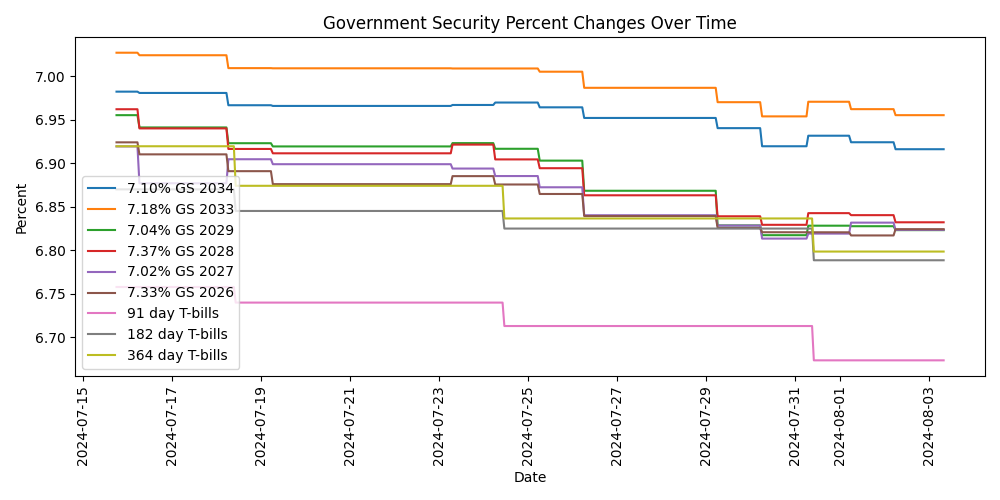 Government Security Percent Changes Over Time
Percent
7.00
6.95
6.90
6.85
6.80
6.75
6.70
7.10% GS 2034
7.18% GS 2033
7.04% GS 2029
7.37% GS 2028
7.02% GS 2027
7.33% GS 2026
91 day T-bills
182 day T-bills
364 day T-bills
2024-07-15
2024-07-17
2024-07-19
2024-07-21
2024-07-23
2024-07-25
2024-07-27
2024-07-29
2024-07-31
2024-08-01
2024-08-03
Date